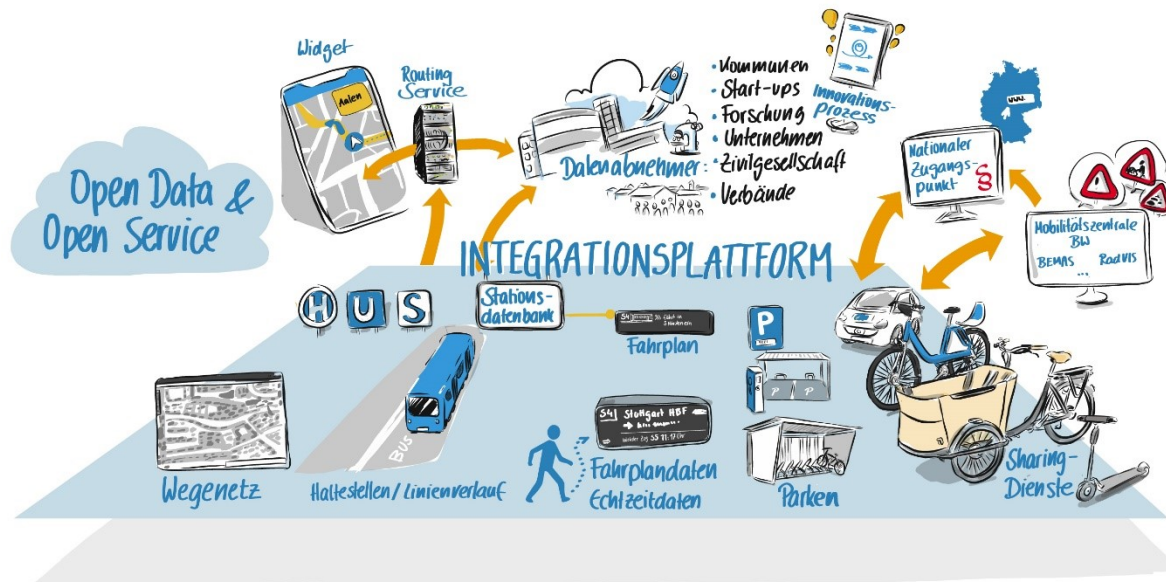 Widget
Aalen
Routing
Service
Open Data &
Open Service
Datenabnehmer:
• Kommunen
• Start-ups
• Forschung
• Unternehmen
• Zivilgesellschaft
• Verbände
Innovations-
prozess
www.
Nationaler
Zugangs-
punkt
§
Mobilitätszentrale
BW
BEMAS RadVIS
...
INTEGRATIONSPLATTFORM
H U S
Stations-
datenbank
S4
Fahrplan
P
Wegenetz
BUS
Haltestellen/Linienverlauf
S4 Stuttgart HBF
Fahrplandaten
Echtzeitdaten
P P
Parken
Sharing-
Dienste